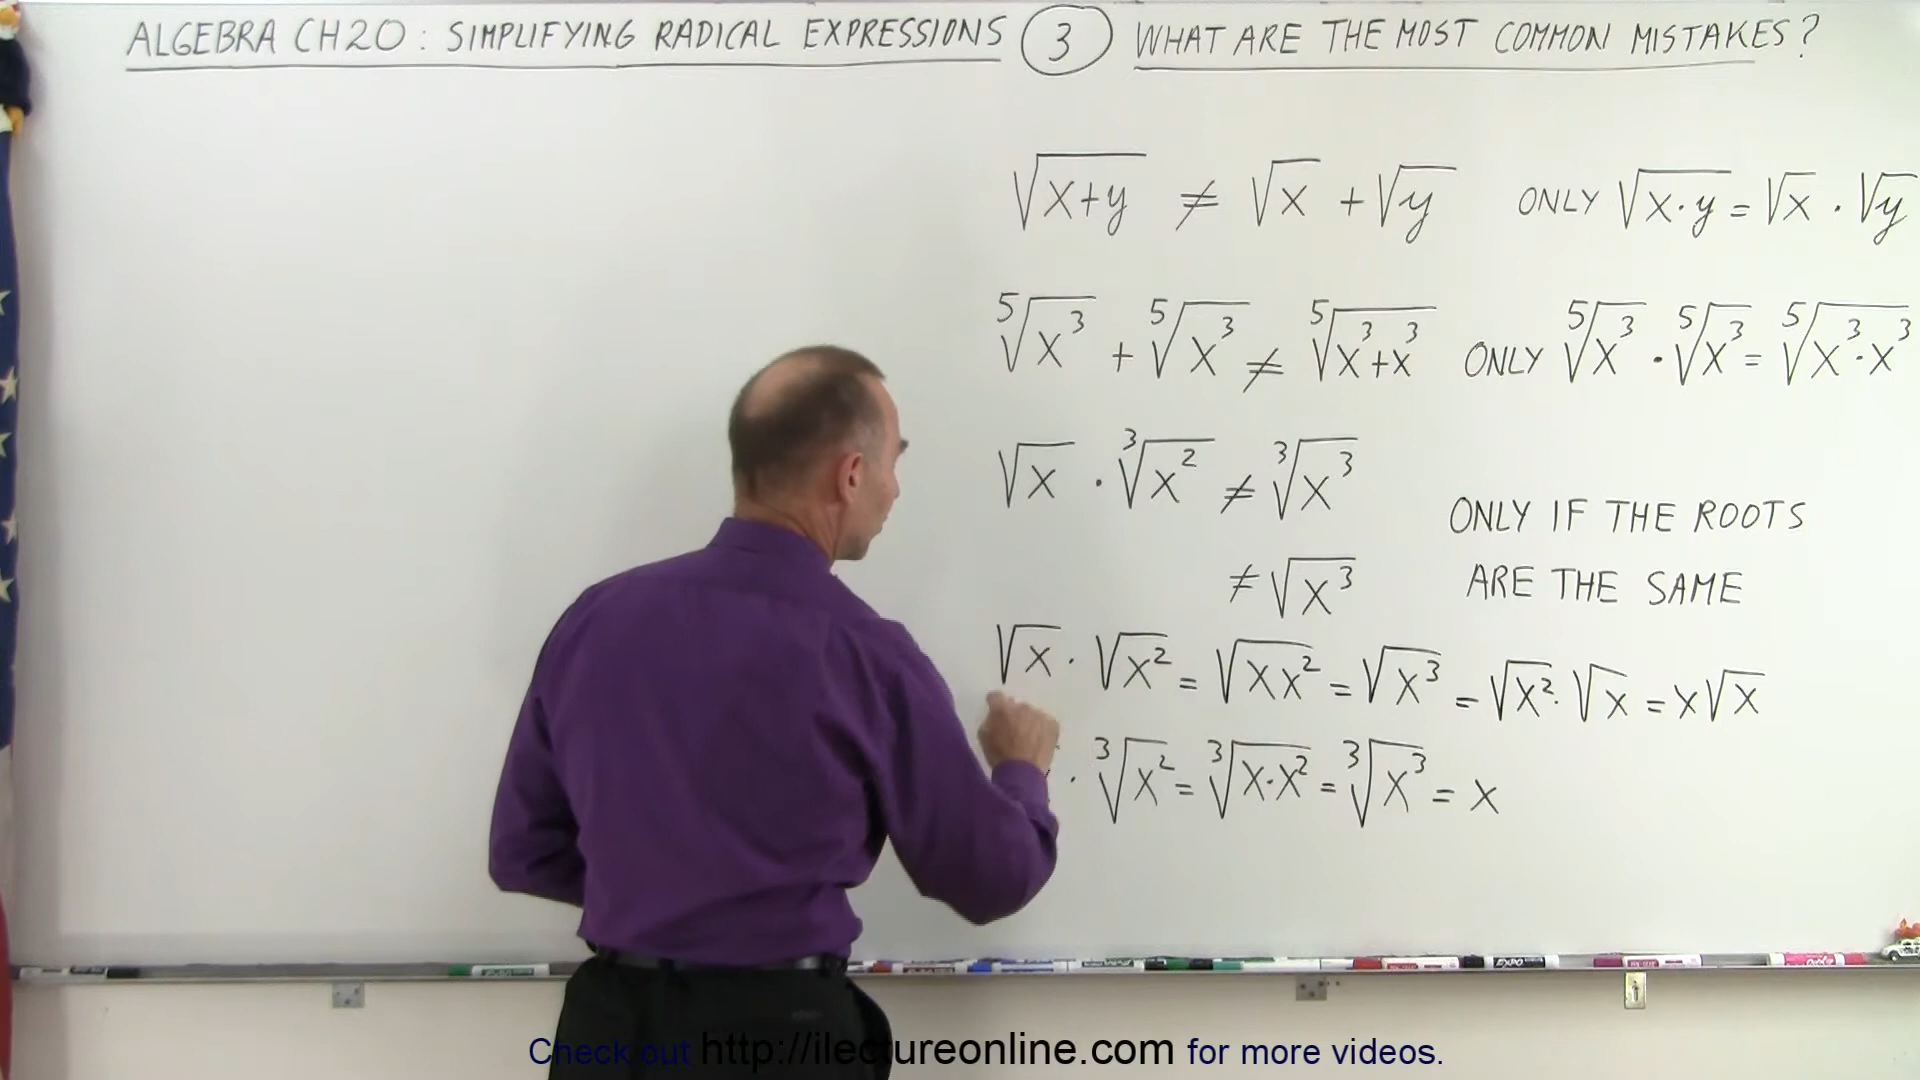 ALGEBRA CH20 : SIMPLIFYING RADICAL EXPRESSIONS 3 WHAT ARE THE MOST COMMON MISTAKES?
√(x+y) ≠ √x + √y ONLY √(x·y) = √x · √y
⁵√(x³) + ⁵√(x³) ≠ ⁵√(x³+x³) ONLY ⁵√(x³) · ⁵√(x³) = ⁵√(x³·x³)
√x · ³√(x²) ≠ ³√(x³)
ONLY IF THE ROOTS
≠ √(x³) ARE THE SAME
√x · √(x²) = √(xx²) = √(x³) = √(x²) · √x = x√x
· ³√(x²) = ³√(x·x²) = ³√(x³) = x
EXPO
Check out http://ilectureonline.com for more videos.